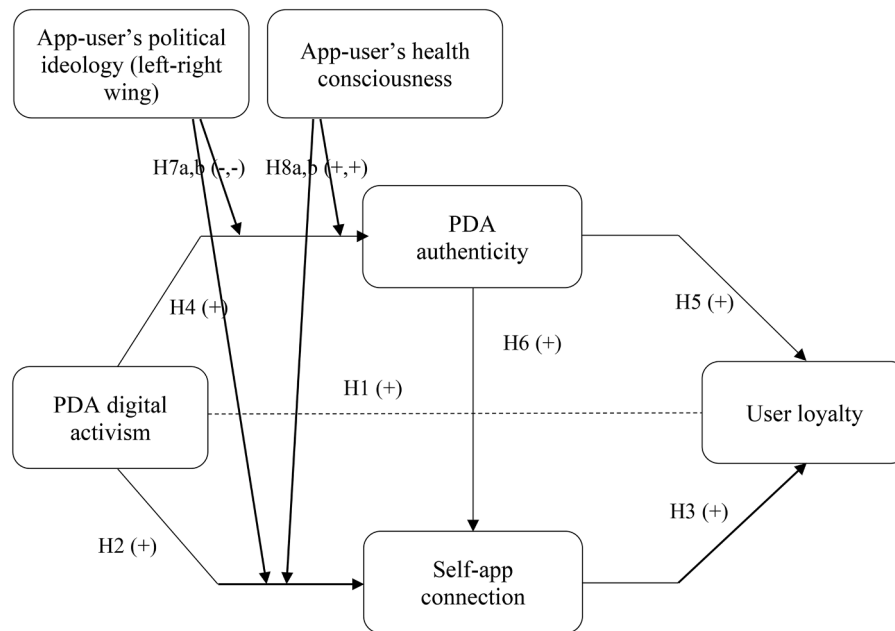 App-user’s political
ideology (left-right
wing)
App-user’s health
consciousness
H7a,b (-,-)
H8a,b (+,+)
PDA
authenticity
H4 (+)
H5 (+)
H6 (+)
PDA digital
activism
H1 (+)
User loyalty
H2 (+)
H3 (+)
Self-app
connection